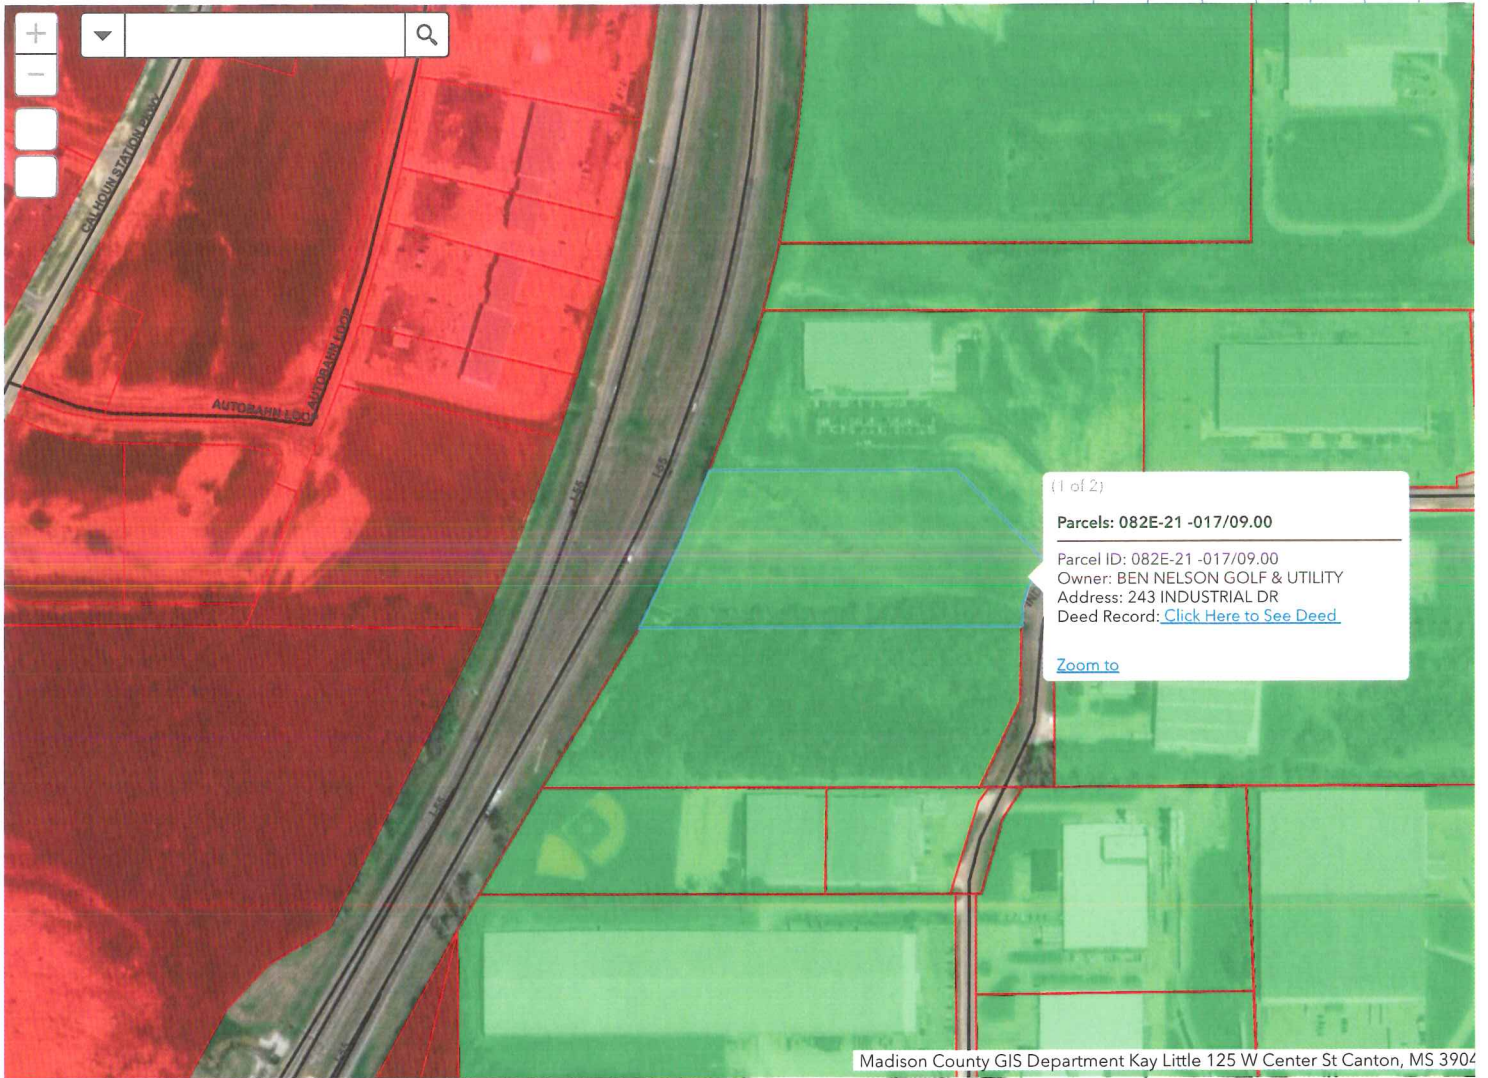 CALHOUN STATION PKWY
AUTOBAHN LOOP
AUTOBAHN LOOP
I-55
I-55
(1 of 2)
Parcels: 082E-21 -017/09.00
Parcel ID: 082E-21 -017/09.00
Owner: BEN NELSON GOLF & UTILITY
Address: 243 INDUSTRIAL DR
Deed Record: Click Here to See Deed
Zoom to
I-55
I-55
Madison County GIS Department Kay Little 125 W Center St Canton, MS 3904